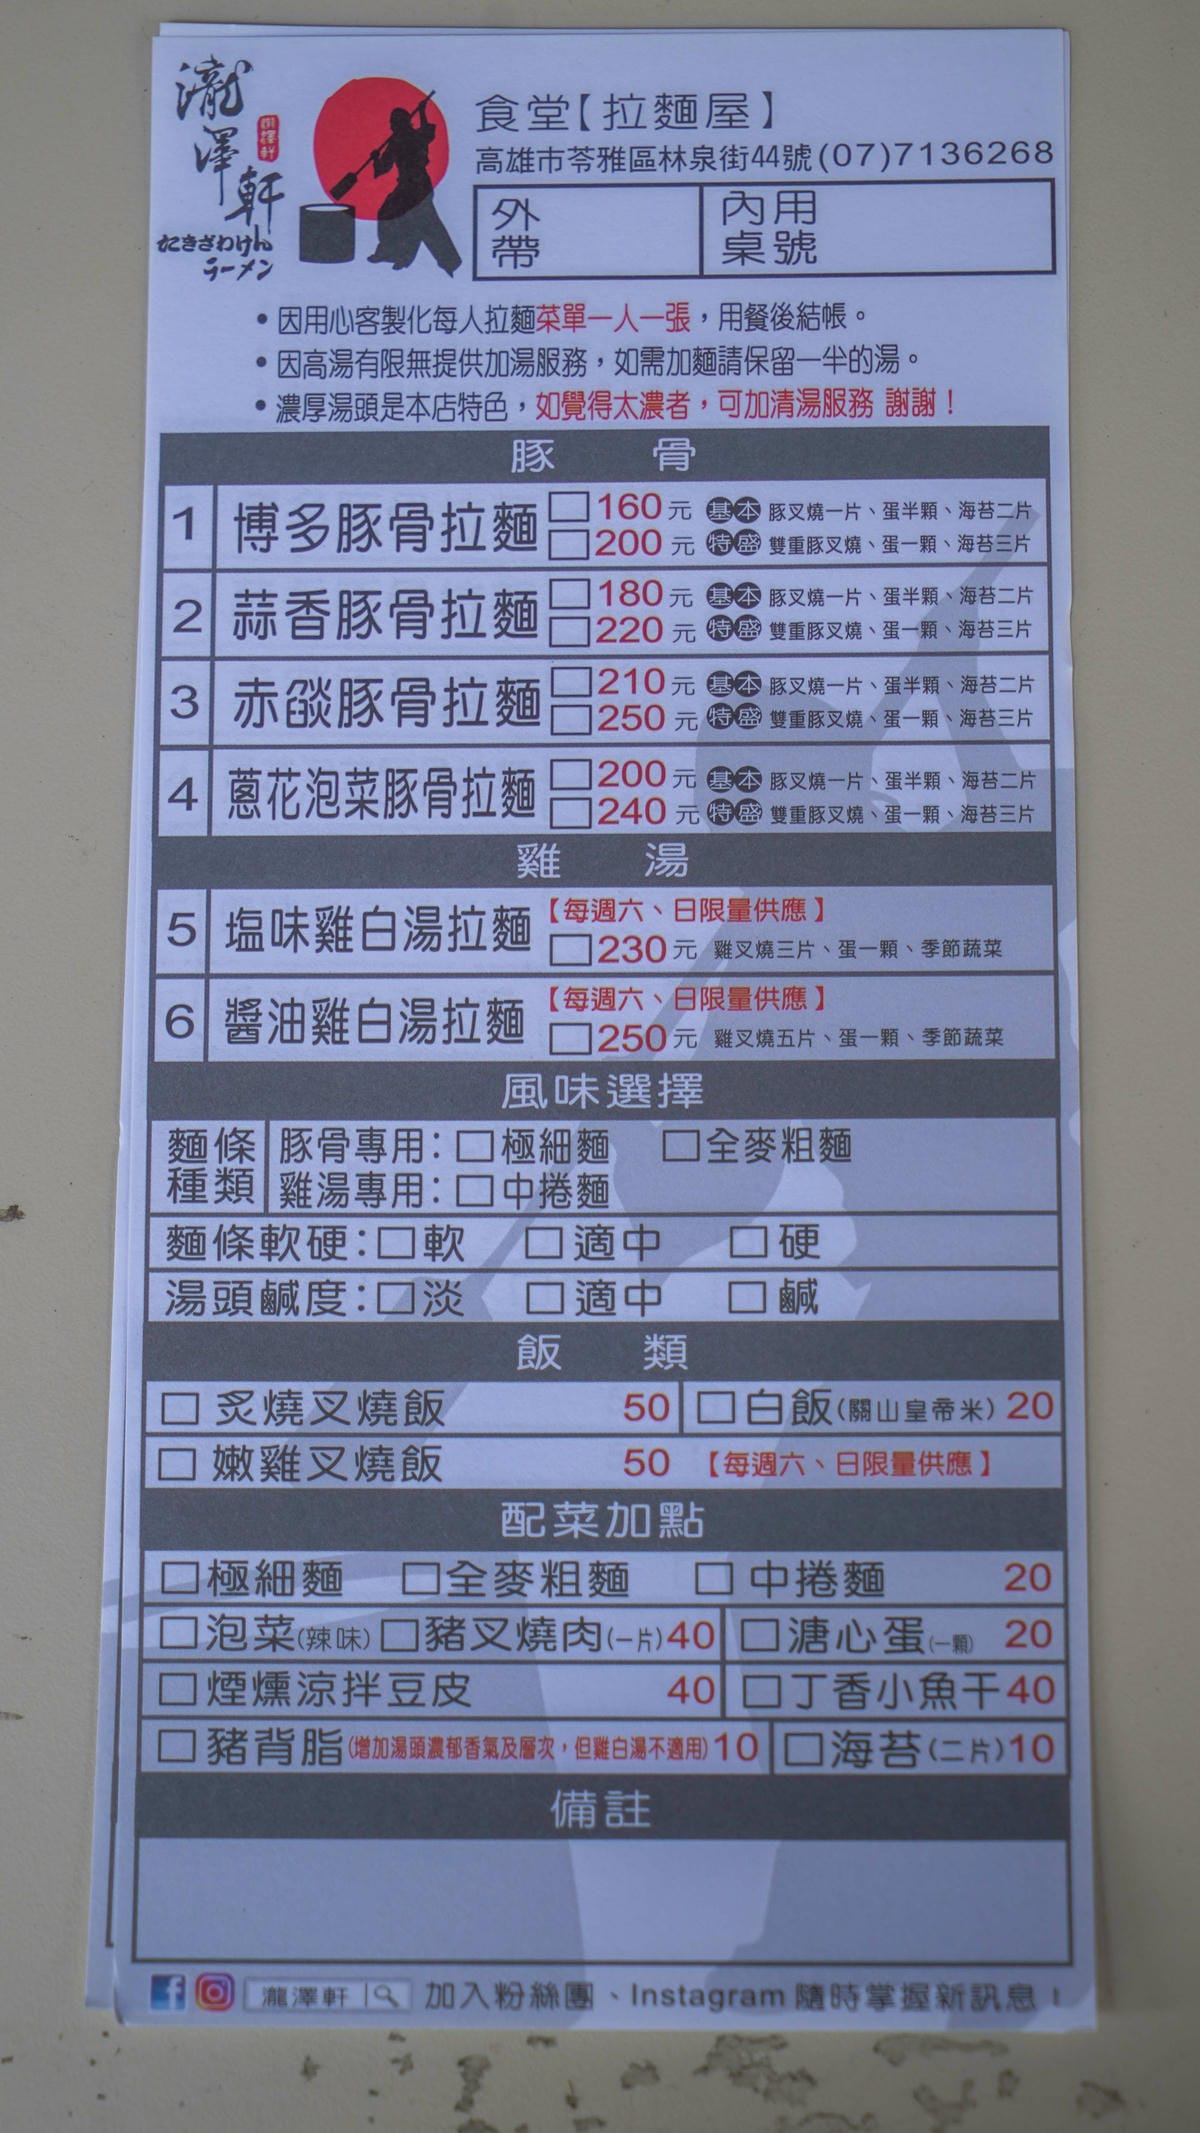 瀧澤軒
瀧澤軒
たきざわけん
ラーメン
食堂【拉麵屋】
高雄市苓雅區林泉街44號(07)7136268
外帶
內用桌號
•因用心客製化每人拉麵菜單一人一張,用餐後結帳。
•因高湯有限無提供加湯服務,如需加麵請保留一半的湯。
•濃厚湯頭是本店特色,如覺得太濃者,可加清湯服務 謝謝!
豚骨
1 博多豚骨拉麵 □160元 基本 豚叉燒一片、蛋半顆、海苔二片
□200元 特盛 雙重豚叉燒、蛋一顆、海苔三片
2 蒜香豚骨拉麵 □180元 基本 豚叉燒一片、蛋半顆、海苔二片
□220元 特盛 雙重豚叉燒、蛋一顆、海苔三片
3 赤燄豚骨拉麵 □210元 基本 豚叉燒一片、蛋半顆、海苔二片
□250元 特盛 雙重豚叉燒、蛋一顆、海苔三片
4 蔥花泡菜豚骨拉麵 □200元 基本 豚叉燒一片、蛋半顆、海苔二片
□240元 特盛 雙重豚叉燒、蛋一顆、海苔三片
雞湯
5 塩味雞白湯拉麵 【每週六、日限量供應】
□230元 雞叉燒三片、蛋一顆、季節蔬菜
6 醬油雞白湯拉麵 【每週六、日限量供應】
□250元 雞叉燒五片、蛋一顆、季節蔬菜
風味選擇
麵條種類 豚骨專用:□極細麵 □全麥粗麵
雞湯專用:□中捲麵
麵條軟硬:□軟 □適中 □硬
湯頭鹹度:□淡 □適中 □鹹
飯類
□炙燒叉燒飯 50 □白飯(關山皇帝米) 20
□嫩雞叉燒飯 50 【每週六、日限量供應】
配菜加點
□極細麵 □全麥粗麵 □中捲麵 20
□泡菜(辣味) □豬叉燒肉(一片)40 □溏心蛋(一顆) 20
□煙燻涼拌豆皮 40 □丁香小魚干40
□豬背脂(增加湯頭濃郁香氣及層次,但雞白湯不適用)10 □海苔(二片)10
備註
瀧澤軒 加入粉絲團、Instagram 隨時掌握新訊息!